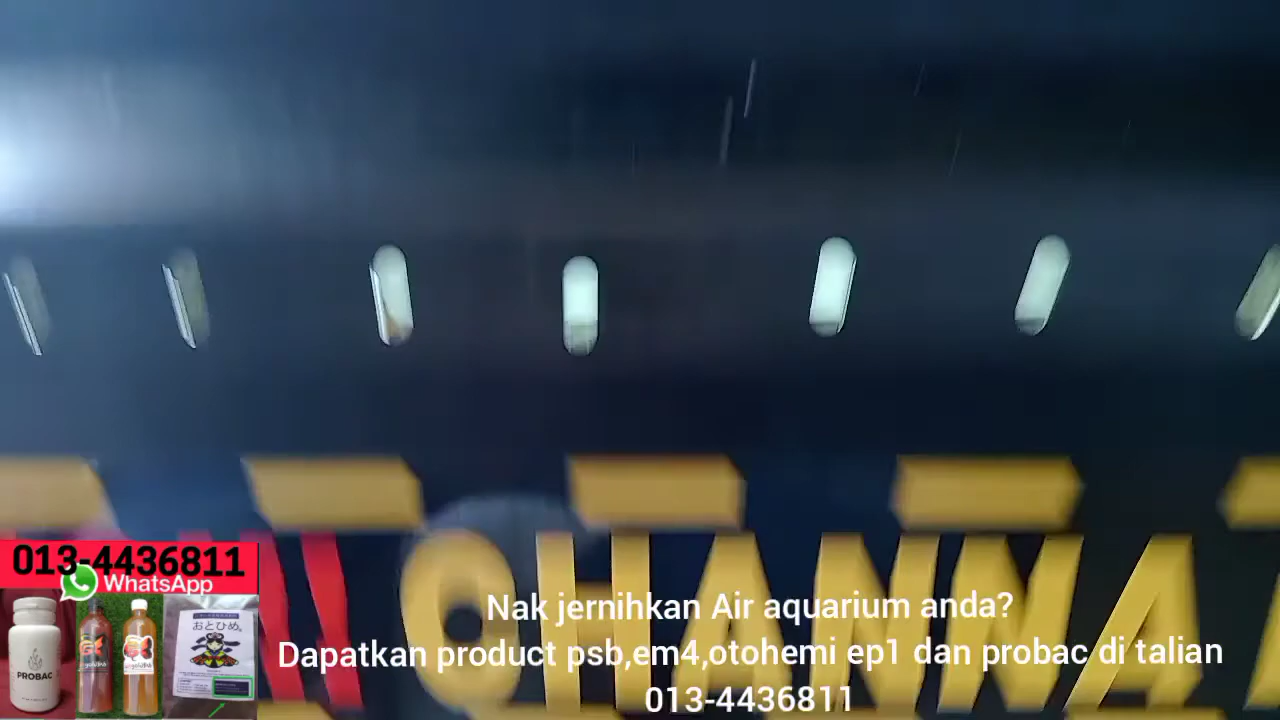 CHANNA
013-4436811
WhatsApp
PROBAC
おとひめ。
Nak jernihkan Air aquarium anda?
Dapatkan product psb,em4,otohemi ep1 dan probac di talian
013-4436811